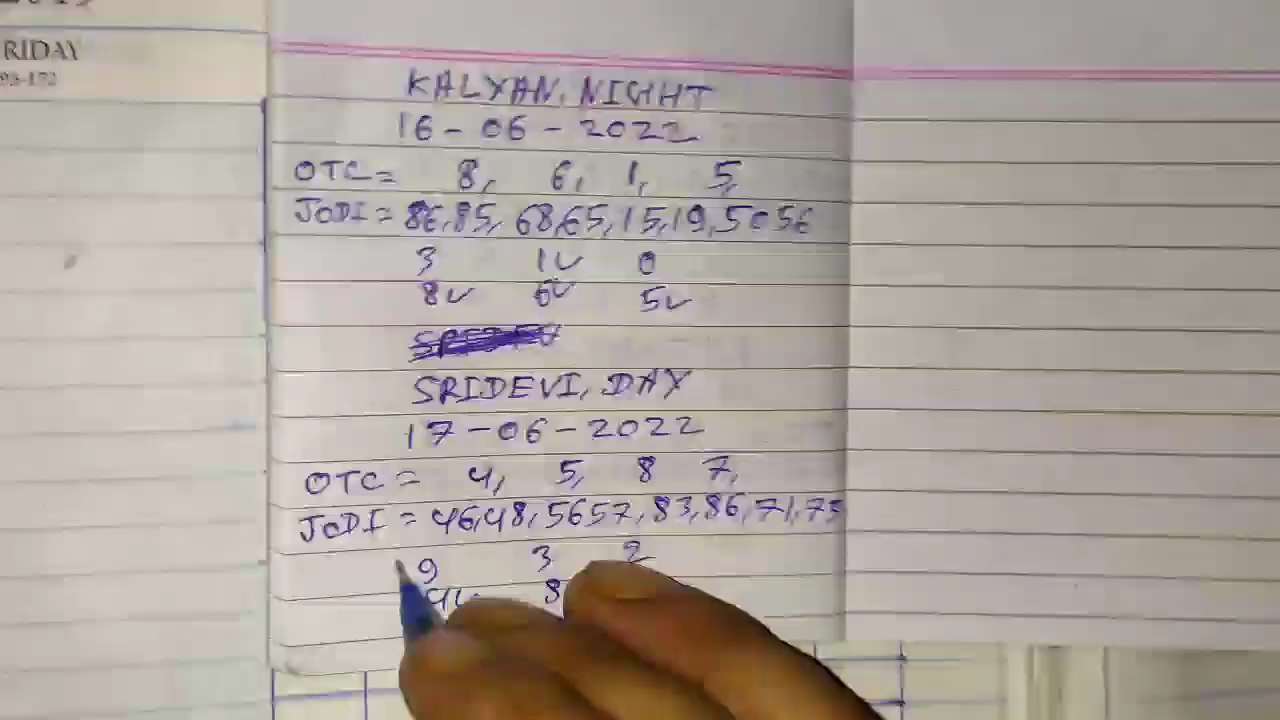 RIDAY
KALYAN, NIGHT
16-06-2022
OTC = 8, 6, 1, 5,
JODI = 86,85, 68,65, 15,19,5056
3 1✓ 0
8✓ 6✓ 5✓
SRIDEVI, DAY
17-06-2022
OTC = 4, 5, 8 7,
JODI = 46,48,5657,83,86,71,75
9 3 2
4✓ 8